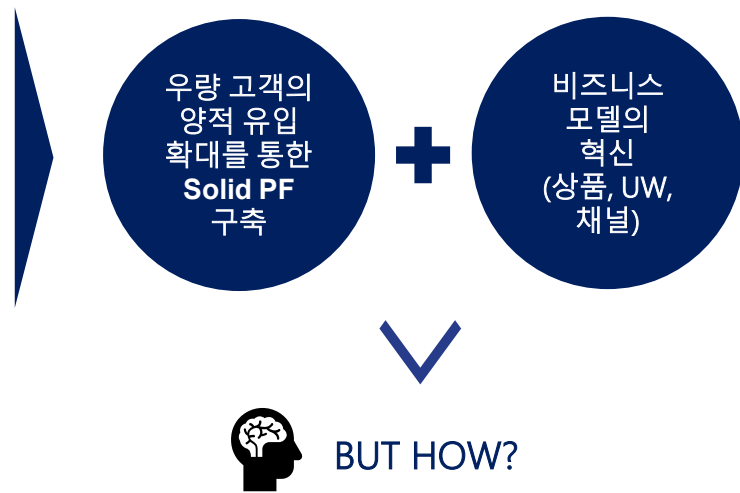 우량 고객의
양적 유입
확대를 통한
Solid PF
구축
비즈니스
모델의
혁신
(상품, UW,
채널)
BUT HOW?